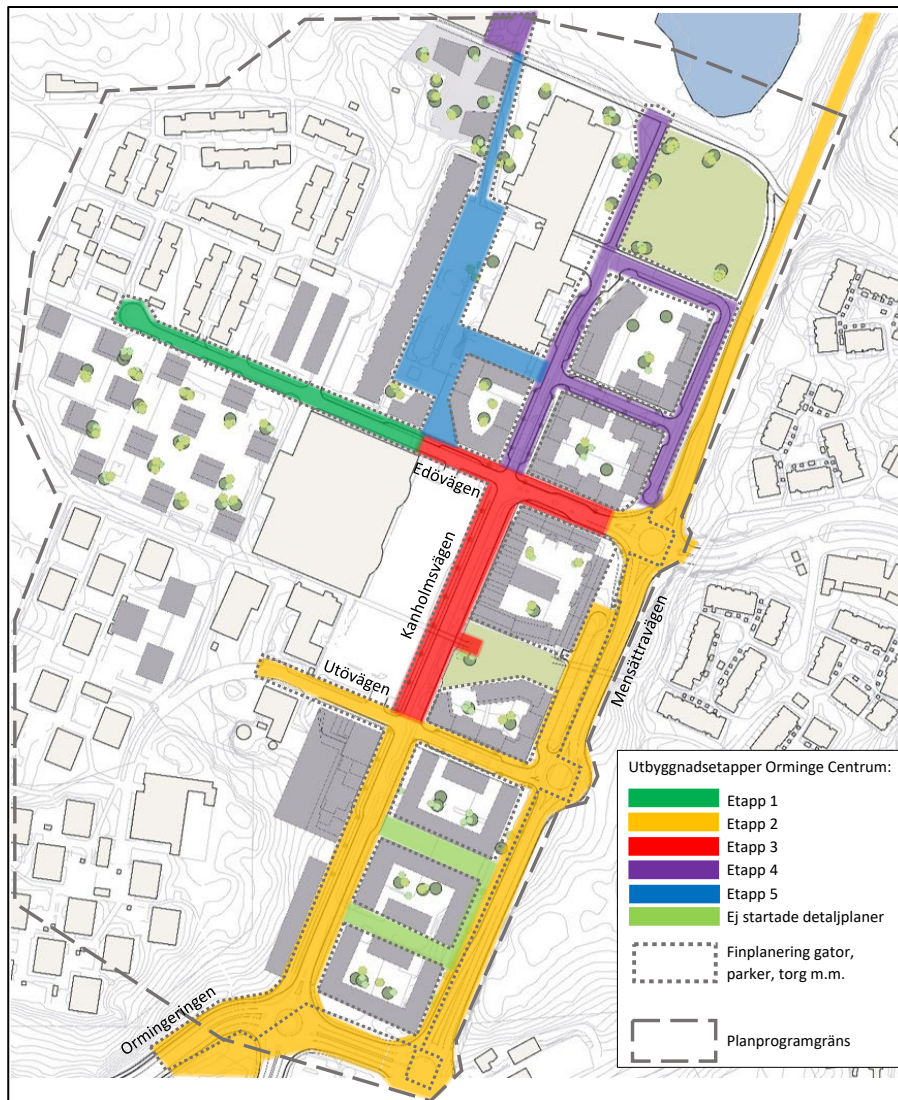 Edövägen
Kanholmsvägen
Utövägen
Mensättravägen
Ormingeringen
Utbyggnadsetapper Orminge Centrum:
Etapp 1
Etapp 2
Etapp 3
Etapp 4
Etapp 5
Ej startade detaljplaner
Finplanering gator,
parker, torg m.m.
Planprogramgräns